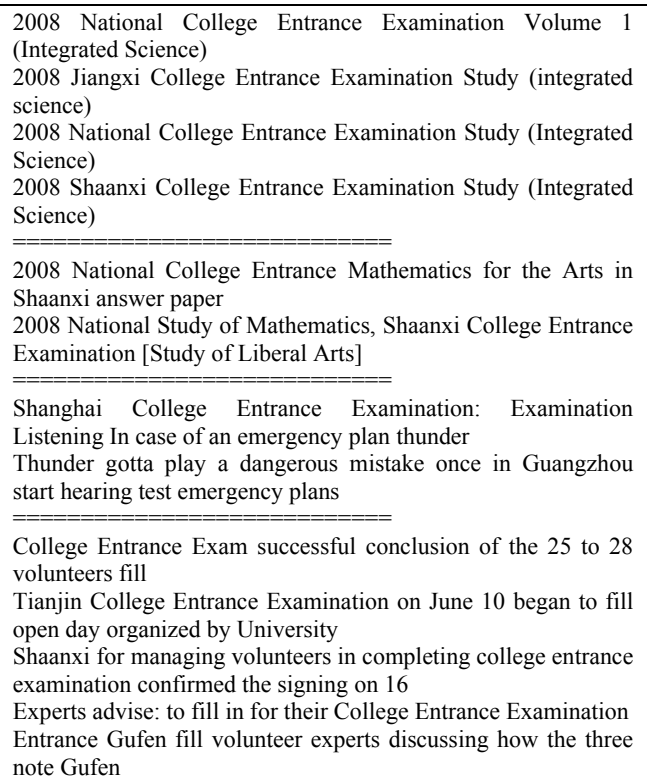 2008 National College Entrance Examination Volume 1
(Integrated Science)
2008 Jiangxi College Entrance Examination Study (integrated
science)
2008 National College Entrance Examination Study (Integrated
Science)
2008 Shaanxi College Entrance Examination Study (Integrated
Science)
============================
2008 National College Entrance Mathematics for the Arts in
Shaanxi answer paper
2008 National Study of Mathematics, Shaanxi College Entrance
Examination [Study of Liberal Arts]
============================
Shanghai College Entrance Examination: Examination
Listening In case of an emergency plan thunder
Thunder gotta play a dangerous mistake once in Guangzhou
start hearing test emergency plans
============================
College Entrance Exam successful conclusion of the 25 to 28
volunteers fill
Tianjin College Entrance Examination on June 10 began to fill
open day organized by University
Shaanxi for managing volunteers in completing college entrance
examination confirmed the signing on 16
Experts advise: to fill in for their College Entrance Examination
Entrance Gufen fill volunteer experts discussing how the three
note Gufen